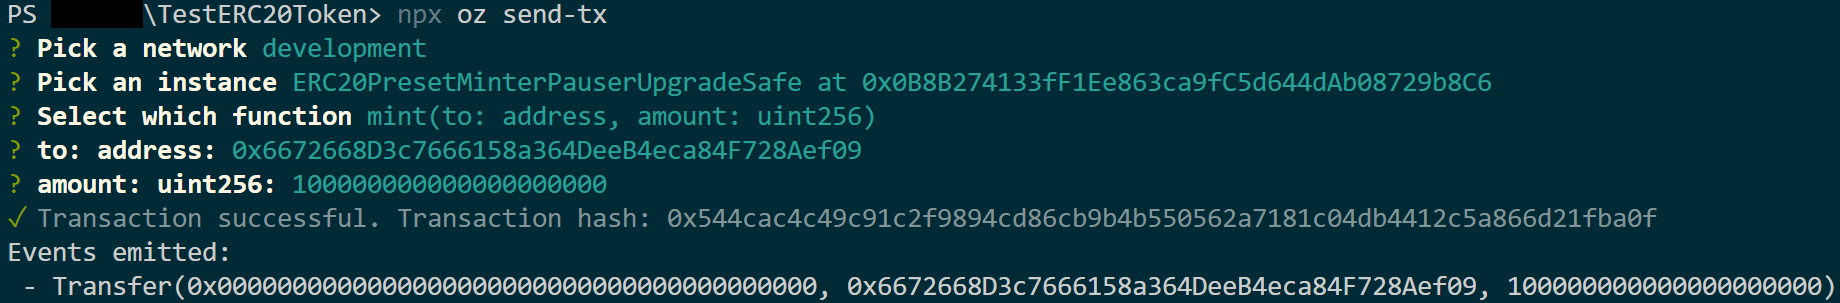 PS \TestERC20Token> npx oz send-tx
? Pick a network development
? Pick an instance ERC20PresetMinterPauserUpgradeSafe at 0x0B8B274133fF1Ee863ca9fC5d644dAb08729b8C6
? Select which function mint(to: address, amount: uint256)
? to: address: 0x6672668D3c7666158a364DeeB4eca84F728Aef09
? amount: uint256: 100000000000000000000
✓ Transaction successful. Transaction hash: 0x544cac4c49c91c2f9894cd86cb9b4b550562a7181c04db4412c5a866d21fba0f
Events emitted:
 - Transfer(0x0000000000000000000000000000000000000000, 0x6672668D3c7666158a364DeeB4eca84F728Aef09, 100000000000000000000)